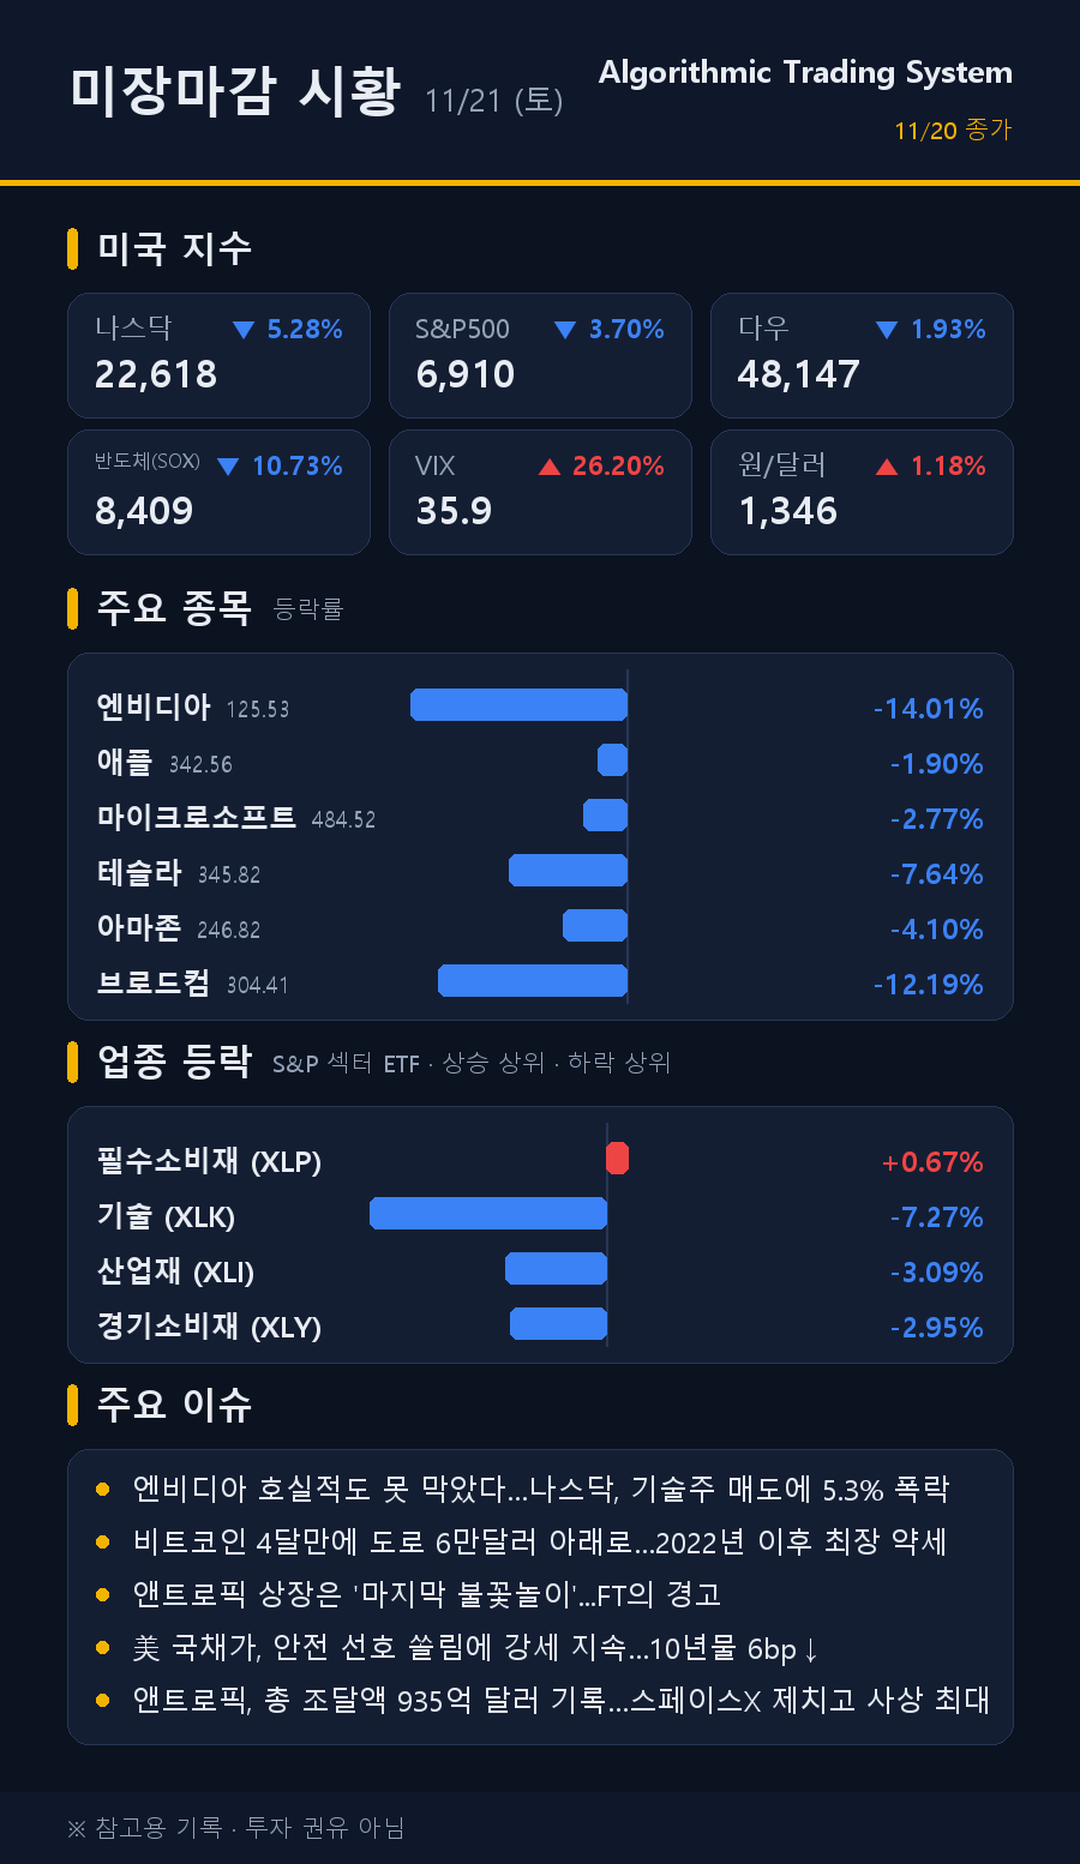 미장마감 시황 11/21 (토)
Algorithmic Trading System
11/20 종가
미국 지수
나스닥 ▼ 5.28%
22,618
S&P500 ▼ 3.70%
6,910
다우 ▼ 1.93%
48,147
반도체(SOX) ▼ 10.73%
8,409
VIX ▲ 26.20%
35.9
원/달러 ▲ 1.18%
1,346
주요 종목 등락률
엔비디아 125.53 -14.01%
애플 342.56 -1.90%
마이크로소프트 484.52 -2.77%
테슬라 345.82 -7.64%
아마존 246.82 -4.10%
브로드컴 304.41 -12.19%
업종 등락 S&P 섹터 ETF · 상승 상위 · 하락 상위
필수소비재 (XLP) +0.67%
기술 (XLK) -7.27%
산업재 (XLI) -3.09%
경기소비재 (XLY) -2.95%
주요 이슈
엔비디아 호실적도 못 막았다…나스닥, 기술주 매도에 5.3% 폭락
비트코인 4달만에 도로 6만달러 아래로…2022년 이후 최장 약세
앤트로픽 상장은 '마지막 불꽃놀이'…FT의 경고
美 국채가, 안전 선호 쏠림에 강세 지속…10년물 6bp↓
앤트로픽, 총 조달액 935억 달러 기록…스페이스X 제치고 사상 최대
※ 참고용 기록 · 투자 권유 아님